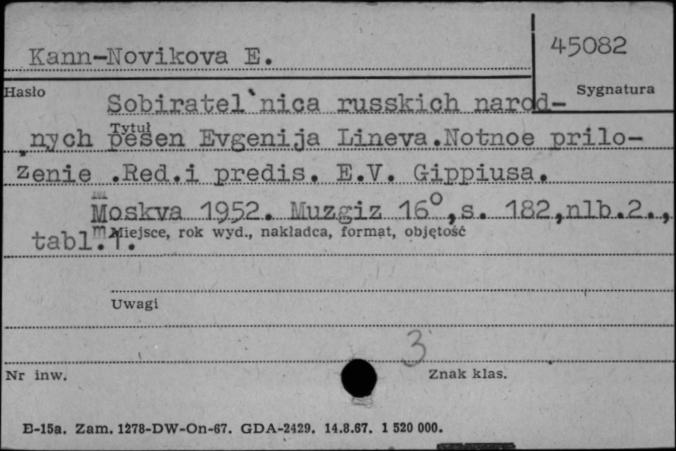 Kann-Novikova E.
45082
Hasło
Sygnatura
Sobiratel`nica russkich narod-
Tytuł
nych pesen Evgenija Lineva.Notnoe prilo-
zenie .Red.i predis. E.V. Gippiusa.
Moskva 1952. Muzgiz 16°,s. 182,nlb.2.,
tabl.1.
Miejsce, rok wyd., nakładca, format, objętość
Uwagi
3
Nr inw.
Znak klas.
B-15a. Zam. 1278-DW-On-67. GDA-2429. 14.8.67. 1 520 000.